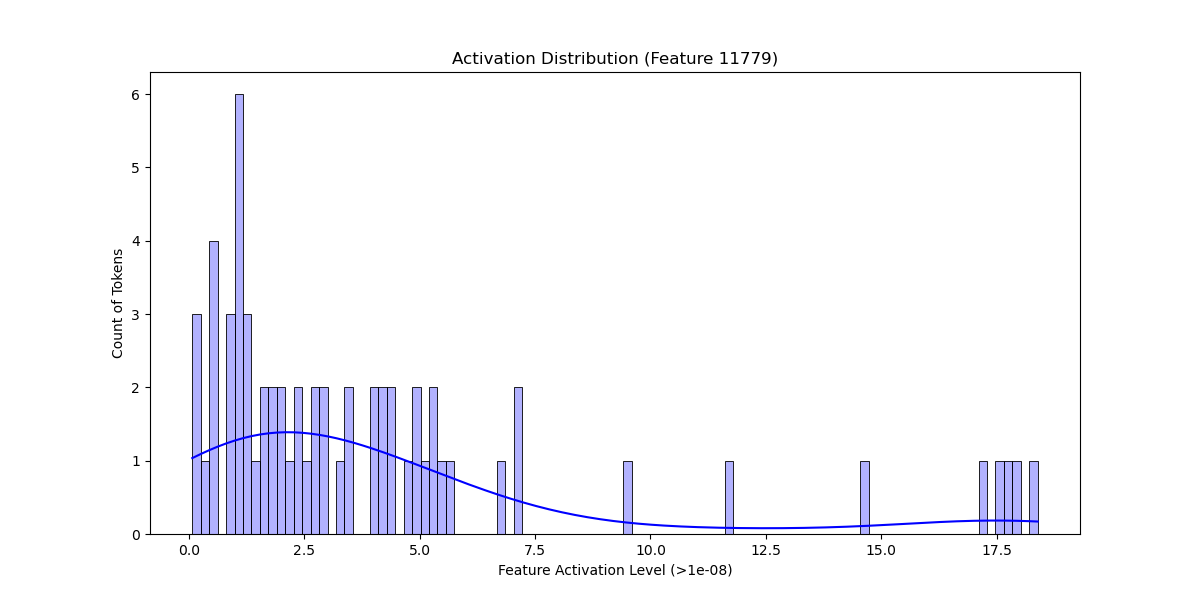 Activation Distribution (Feature 11779)
6
5
4
3
2
1
0
Count of Tokens
0.0 2.5 5.0 7.5 10.0 12.5 15.0 17.5
Feature Activation Level (>1e-08)